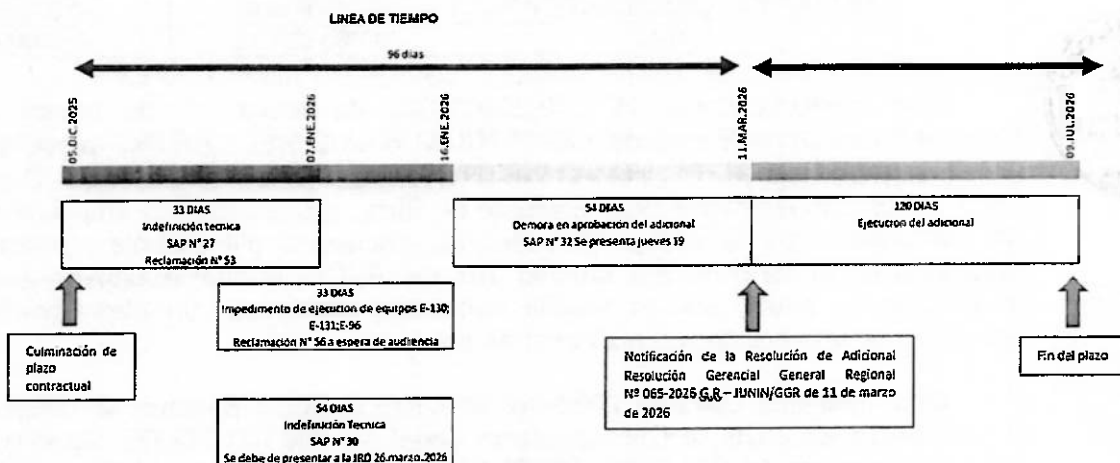 LINEA DE TIEMPO
96 dias
05.DIC.2025
07.ENE.2026
16.ENE.2026
11.MAR.2026
09.JUL.2026
33 DIAS
Indefinición tecnica
SAP N° 27
Reclamación N° 53
54 DIAS
Demora en aprobación del adicional
SAP N° 32 Se presenta jueves 19
120 DIAS
Ejecucion del adicional
33 DIAS
Impedimento de ejecucion de equipos E-130;
E-131;E-96
Reclamación N° 56 a espera de audiencia
Culminación de
plazo
contractual
Notificación de la Resolución de Adicional
Resolución Gerencial General Regional
Nº 065-2026 G.R – JUNIN/GGR de 11 de marzo
de 2026
Fin del plazo
54 DIAS
Indefinición Tecnica
SAP N° 30
Se debe de presentar a la JRD 26.marzo.2026